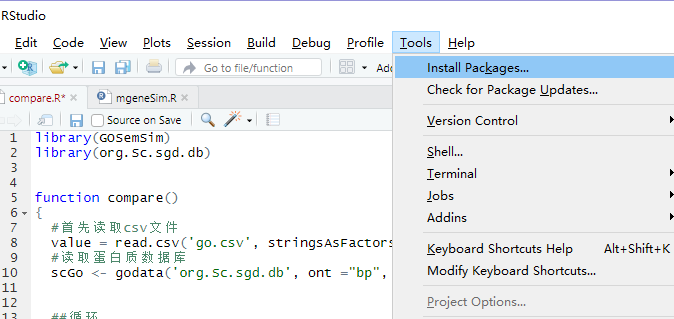 RStudio
Edit Code View Plots Session Build Debug Profile Tools Help
Go to file/function
compare.R* mgeneSim.R
Source on Save
1 library(GOSemSim)
2 library(org.Sc.sgd.db)
3
4
5 function compare()
6 {
7 #首先读取csv文件
8 value = read.csv('go.csv', stringsAsFactors
9 #读取蛋白质数据库
10 scGo <- godata('org.Sc.sgd.db', ont ="bp",
11
12
13 ##循环
Install Packages...
Check for Package Updates...
Version Control
Shell...
Terminal
Jobs
Addins
Keyboard Shortcuts Help Alt+Shift+K
Modify Keyboard Shortcuts...
Project Options...